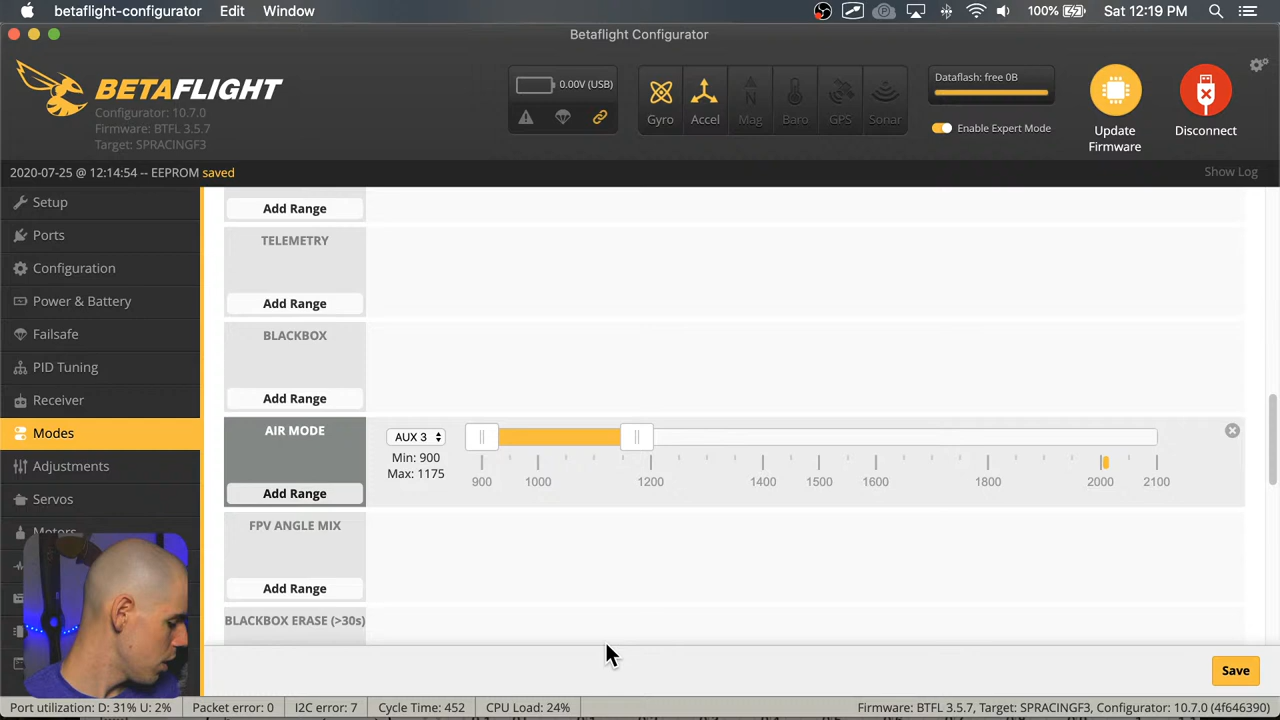 betaflight-configurator Edit Window
100% Sat 12:19 PM
Betaflight Configurator
BETAFLIGHT
Configurator: 10.7.0
Firmware: BTFL 3.5.7
Target: SPRACINGF3
0.00V (USB)
Gyro Accel Mag Baro GPS Sonar
Dataflash: free 0B
Enable Expert Mode
Update
Firmware
Disconnect
2020-07-25 @ 12:14:54 -- EEPROM saved
Show Log
Setup
Ports
Configuration
Power & Battery
Failsafe
PID Tuning
Receiver
Modes
Adjustments
Servos
Motors
Add Range
TELEMETRY
Add Range
BLACKBOX
Add Range
AIR MODE
Add Range
AUX 3
Min: 900
Max: 1175
900 1000 1200 1400 1500 1600 1800 2000 2100
FPV ANGLE MIX
Add Range
BLACKBOX ERASE (>30s)
Save
Port utilization: D: 31% U: 2% Packet error: 0 I2C error: 7 Cycle Time: 452 CPU Load: 24% Firmware: BTFL 3.5.7, Target: SPRACINGF3, Configurator: 10.7.0 (4f646390)